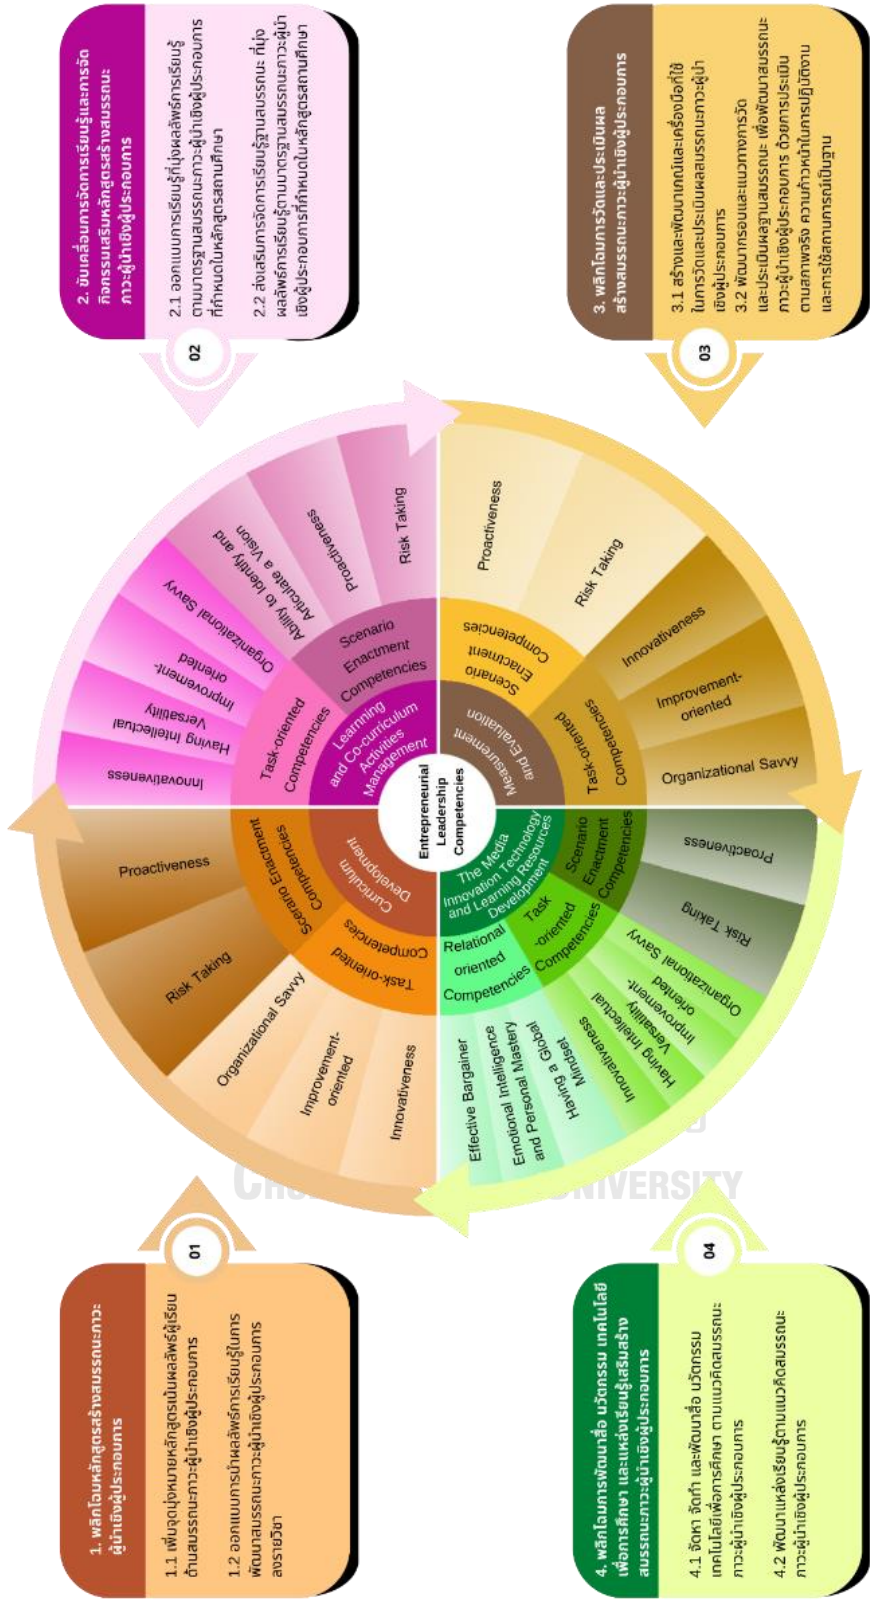 1. พลิกโฉมหลักสูตรสร้างสมรรถนะภาวะ
ผู้นำเชิงผู้ประกอบการ
1.1 เพิ่มจุดมุ่งหมายหลักสูตรเน้นผลลัพธ์ผู้เรียน
ด้านสมรรถนะภาวะผู้นำเชิงผู้ประกอบการ
1.2 ออกแบบการนำผลลัพธ์การเรียนรู้ในการ
พัฒนาสมรรถนะภาวะผู้นำเชิงผู้ประกอบการ
ลงรายวิชา
01
2. ขับเคลื่อนการจัดการเรียนรู้และการจัด
กิจกรรมเสริมหลักสูตรสร้างสมรรถนะ
ภาวะผู้นำเชิงผู้ประกอบการ
2.1 ออกแบบการเรียนรู้ที่มุ่งผลลัพธ์การเรียนรู้
ตามมาตรฐานสมรรถนะภาวะผู้นำเชิงผู้ประกอบการ
ที่กำหนดในหลักสูตรสถานศึกษา
2.2 ส่งเสริมการจัดการเรียนรู้ฐานสมรรถนะ ที่มุ่ง
ผลลัพธ์การเรียนรู้ตามมาตรฐานสมรรถนะภาวะผู้นำ
เชิงผู้ประกอบการที่กำหนดในหลักสูตรสถานศึกษา
02
Entrepreneurial
Leadership
Competencies
Curriculum
Development
Scerario Enactment
Competencies
Proactiveness
Risk Taking
Task-oriented
Competencies
Organizational Savvy
Improvement-
oriented
Innovativeness
Learnning
and Co-curriculum
Activities
Management
Task-oriented
Competencies
Innovativeness
Having Intellectual
Versatility
Improvement-
oriented
Organizational Savvy
Scenario
Enactment
Competencies
Ability to Identify and
Articulate a Vision
Proactiveness
Risk Taking
Measurement
and Evaluation
Scenario
Enactment
Competencies
Proactiveness
Risk Taking
Task-oriented
Competencies
Innovativeness
Improvement-
oriented
Organizational Savvy
The Media
Innovation Technology
and Learning Resources
Development
Scenario
Enactment
Competencies
Proactiveness
Risk Taking
Task
-oriented
Competencies
Organizational Savvy
Improvement-
oriented
Having Intellectual
Versatility
Innovativeness
Relational
oriented
Competencies
Having a Global
Mindset
Emotional Intelligence
and Personal Mastery
Effective Bargainer
4. พลิกโฉมการพัฒนาสื่อ นวัตกรรม เทคโนโลยี
เพื่อการศึกษา และแหล่งเรียนรู้เสริมสร้าง
สมรรถนะภาวะผู้นำเชิงผู้ประกอบการ
4.1 จัดหา จัดทำ และพัฒนาสื่อ นวัตกรรม
เทคโนโลยีเพื่อการศึกษา ตามแนวคิดสมรรถนะ
ภาวะผู้นำเชิงผู้ประกอบการ
4.2 พัฒนาแหล่งเรียนรู้ตามแนวคิดสมรรถนะ
ภาวะผู้นำเชิงผู้ประกอบการ
04
3. พลิกโฉมการวัดและประเมินผล
สร้างสมรรถนะภาวะผู้นำเชิงผู้ประกอบการ
3.1 สร้างและพัฒนาเกณฑ์และเครื่องมือที่ใช้
ในการวัดและประเมินผลสมรรถนะภาวะผู้นำ
เชิงผู้ประกอบการ
3.2 พัฒนากรอบและแนวทางการวัด
และประเมินผลฐานสมรรถนะ เพื่อพัฒนาสมรรถนะ
ภาวะผู้นำเชิงผู้ประกอบการ ด้วยการประเมิน
ตามสภาพจริง ความก้าวหน้าในการปฏิบัติงาน
และการใช้สถานการณ์เป็นฐาน
03
UNIVERSITY